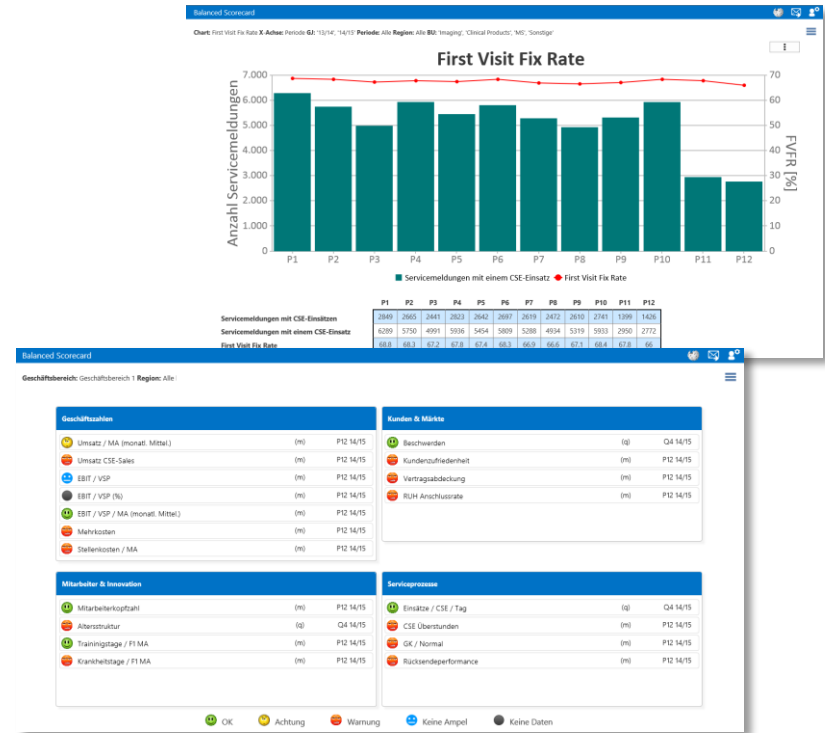 Balanced Scorecard
Chart: First Visit Fix Rate X-Achse: Periode GJ: '13/14', '14/15' Periode: Alle Region: Alle BU: 'Imaging', 'Clinical Products', 'MS', 'Sonstige'
First Visit Fix Rate
Anzahl Servicemeldungen
7.000
6.000
5.000
4.000
3.000
2.000
1.000
0
70
60
50
40
30
20
10
0
FVFR [%]
P1 P2 P3 P4 P5 P6 P7 P8 P9 P10 P11 P12
Servicemeldungen mit einem CSE-Einsatz First Visit Fix Rate
P1 P2 P3 P4 P5 P6 P7 P8 P9 P10 P11 P12
Servicemeldungen mit CSE-Einsätzen 2849 2665 2441 2823 2642 2697 2619 2472 2610 2741 1399 1426
Servicemeldungen mit einem CSE-Einsatz 6289 5750 4991 5936 5454 5809 5288 4934 5319 5933 2950 2772
First Visit Fix Rate 68.8 68.3 67.2 67.8 67.4 68.3 66.9 66.6 67.1 68.4 67.8 66
Balanced Scorecard
Geschäftsbereich: Geschäftsbereich 1 Region: Alle
Geschäftszahlen
Umsatz / MA (monatl. Mittel.) (m) P12 14/15
Umsatz CSE-Sales (m) P12 14/15
EBIT / VSP (m) P12 14/15
EBIT / VSP (%) (m) P12 14/15
EBIT / VSP / MA (monatl. Mittel.) (m) P12 14/15
Mehrkosten (m) P12 14/15
Stellenkosten / MA (m) P12 14/15
Kunden & Märkte
Beschwerden (q) Q4 14/15
Kundenzufriedenheit (m) P12 14/15
Vertragsabdeckung (m) P12 14/15
RUH Anschlussrate (m) P12 14/15
Mitarbeiter & Innovation
Mitarbeiterkopfzahl (m) P12 14/15
Altersstruktur (q) Q4 14/15
Traininigstage / F1 MA (m) P12 14/15
Krankheitstage / F1 MA (m) P12 14/15
Serviceprozesse
Einsätze / CSE / Tag (q) Q4 14/15
CSE Überstunden (m) P12 14/15
GK / Normal (m) P12 14/15
Rücksendeperformance (m) P12 14/15
OK Achtung Warnung Keine Ampel Keine Daten